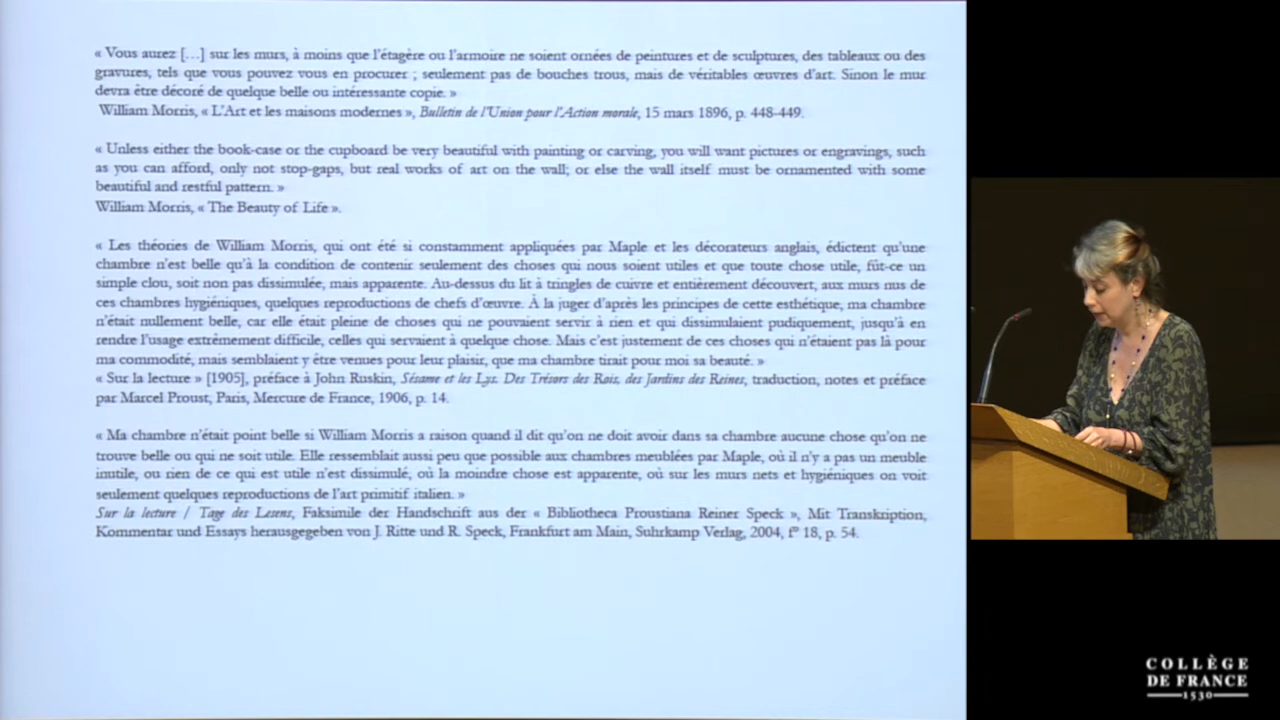 « Vous aurez […] sur les murs, à moins que l'étagère ou l'armoire ne soient ornées de peintures et de sculptures, des tableaux ou des
gravures, tels que vous pouvez vous en procurer ; seulement pas de bouches trous, mais de véritables œuvres d'art. Sinon le mur
devra être décoré de quelque belle ou intéressante copie. »
William Morris, « L'Art et les maisons modernes », Bulletin de l'Union pour l'Action morale, 15 mars 1896, p. 448-449.
« Unless either the book-case or the cupboard be very beautiful with painting or carving, you will want pictures or engravings, such
as you can afford, only not stop-gaps, but real works of art on the wall; or else the wall itself must be ornamented with some
beautiful and restful pattern. »
William Morris, « The Beauty of Life ».
« Les théories de William Morris, qui ont été si constamment appliquées par Maple et les décorateurs anglais, édictent qu'une
chambre n'est belle qu'à la condition de contenir seulement des choses qui nous soient utiles et que toute chose utile, fût-ce un
simple clou, soit non pas dissimulée, mais apparente. Au-dessus du lit à tringles de cuivre et entièrement découvert, aux murs nus de
ces chambres hygiéniques, quelques reproductions de chefs d'œuvre. À la juger d'après les principes de cette esthétique, ma chambre
n'était nullement belle, car elle était pleine de choses qui ne pouvaient servir à rien et qui dissimulaient pudiquement, jusqu'à en
rendre l'usage extrêmement difficile, celles qui servaient à quelque chose. Mais c'est justement de ces choses qui n'étaient pas là pour
ma commodité, mais semblaient y être venues pour leur plaisir, que ma chambre tirait pour moi sa beauté. »
« Sur la lecture » [1905], préface à John Ruskin, Sésame et les Lys. Des Trésors des Rois, des Jardins des Reines, traduction, notes et préface
par Marcel Proust, Paris, Mercure de France, 1906, p. 14.
« Ma chambre n'était point belle si William Morris a raison quand il dit qu'on ne doit avoir dans sa chambre aucune chose qu'on ne
trouve belle ou qui ne soit utile. Elle ressemblait aussi peu que possible aux chambres meublées par Maple, où il n'y a pas un meuble
inutile, ou rien de ce qui est utile n'est dissimulé, où la moindre chose est apparente, où sur les murs nets et hygiéniques on voit
seulement quelques reproductions de l'art primitif italien. »
Sur la lecture / Tage des Lesens, Faksimile der Handschrift aus der « Bibliotheca Proustiana Reiner Speck », Mit Transkription,
Kommentar und Essays herausgegeben von J. Ritte und R. Speck, Frankfurt am Main, Suhrkamp Verlag, 2004, f° 18, p. 54.
COLLÈGE
DE FRANCE
1530